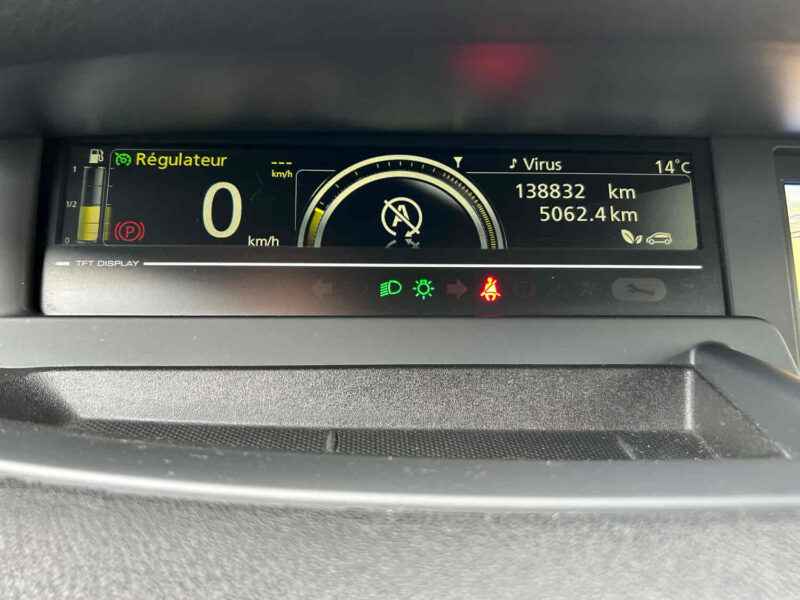 Régulateur
---
km/h
♪ Virus
14°C
1
1/2
0
0
km/h
P
A
138832 km
5062.4 km
TFT DISPLAY